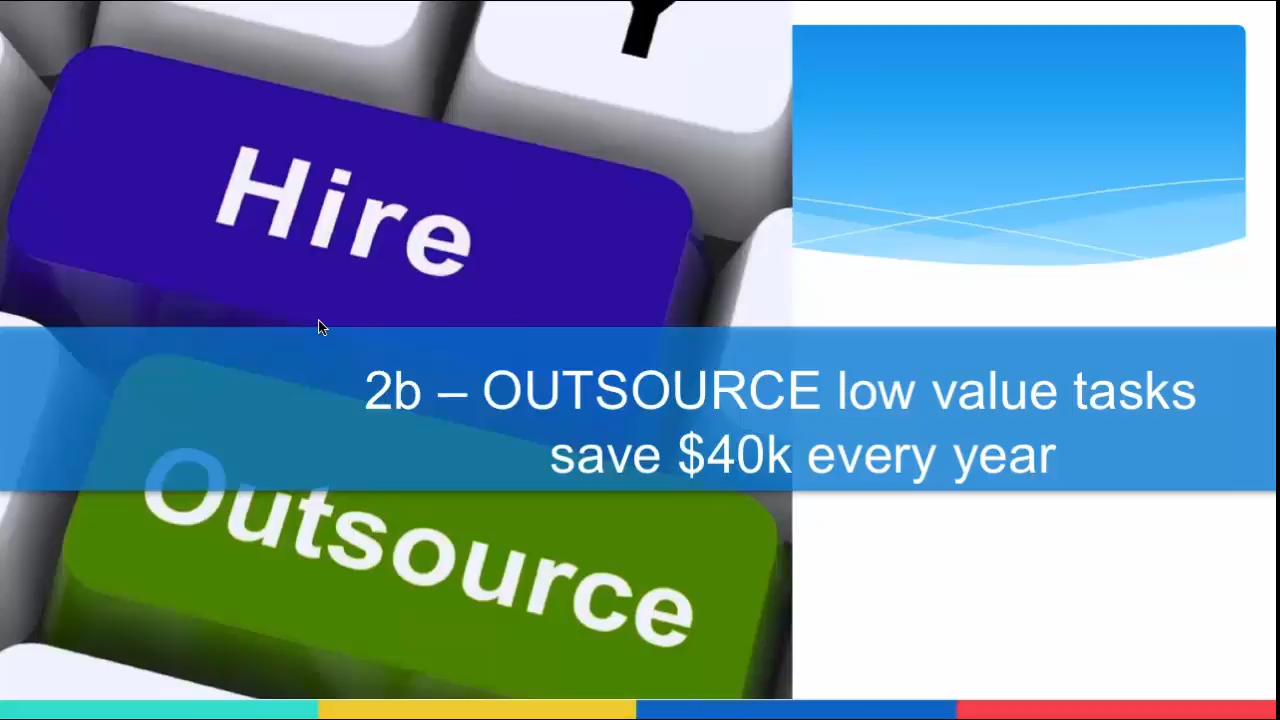 Y
Hire
2b – OUTSOURCE low value tasks
save $40k every year
Outsource